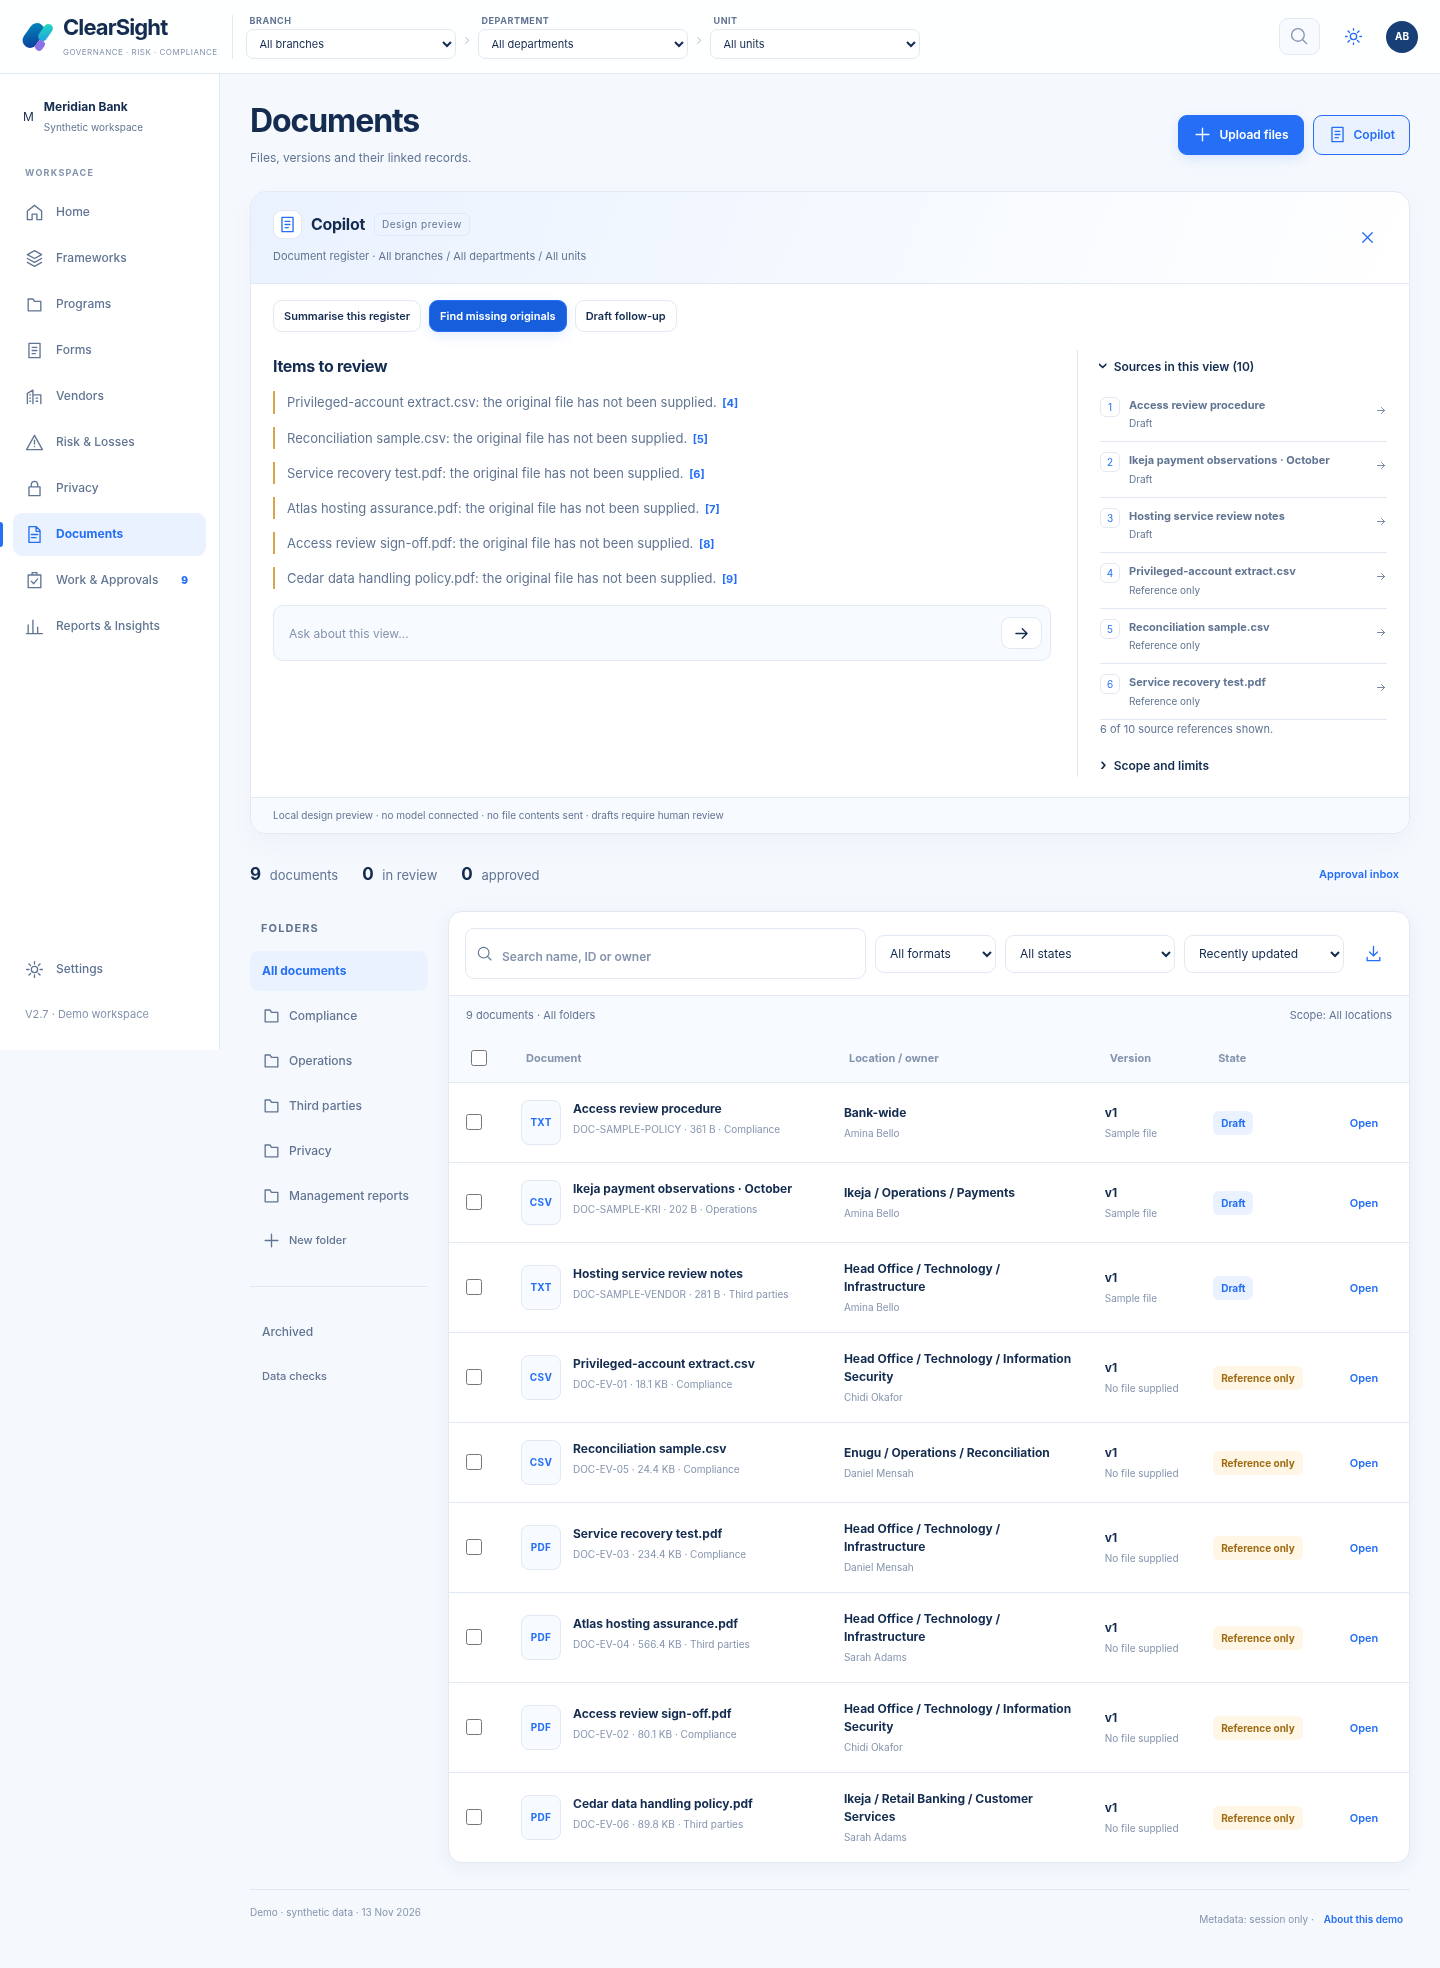 ClearSight
GOVERNANCE · RISK · COMPLIANCE
BRANCH
All branches
DEPARTMENT
All departments
UNIT
All units
AB
M
Meridian Bank
Synthetic workspace
WORKSPACE
Home
Frameworks
Programs
Forms
Vendors
Risk & Losses
Privacy
Documents
Work & Approvals 9
Reports & Insights
Settings
V2.7 · Demo workspace
Documents
Files, versions and their linked records.
Upload files
Copilot
Copilot
Design preview
Document register · All branches / All departments / All units
Summarise this register
Find missing originals
Draft follow-up
Items to review
Privileged-account extract.csv: the original file has not been supplied. [4]
Reconciliation sample.csv: the original file has not been supplied. [5]
Service recovery test.pdf: the original file has not been supplied. [6]
Atlas hosting assurance.pdf: the original file has not been supplied. [7]
Access review sign-off.pdf: the original file has not been supplied. [8]
Cedar data handling policy.pdf: the original file has not been supplied. [9]
Ask about this view...
Sources in this view (10)
1 Access review procedure
Draft
2 Ikeja payment observations · October
Draft
3 Hosting service review notes
Draft
4 Privileged-account extract.csv
Reference only
5 Reconciliation sample.csv
Reference only
6 Service recovery test.pdf
Reference only
6 of 10 source references shown.
Scope and limits
Local design preview · no model connected · no file contents sent · drafts require human review
9 documents 0 in review 0 approved
Approval inbox
FOLDERS
All documents
Compliance
Operations
Third parties
Privacy
Management reports
New folder
Archived
Data checks
Search name, ID or owner
All formats
All states
Recently updated
9 documents · All folders
Scope: All locations
Document Location / owner Version State
TXT
Access review procedure
DOC-SAMPLE-POLICY · 361 B · Compliance
Bank-wide
Amina Bello
v1
Sample file
Draft
Open
CSV
Ikeja payment observations · October
DOC-SAMPLE-KRI · 202 B · Operations
Ikeja / Operations / Payments
Amina Bello
v1
Sample file
Draft
Open
TXT
Hosting service review notes
DOC-SAMPLE-VENDOR · 281 B · Third parties
Head Office / Technology /
Infrastructure
Amina Bello
v1
Sample file
Draft
Open
CSV
Privileged-account extract.csv
DOC-EV-01 · 18.1 KB · Compliance
Head Office / Technology / Information
Security
Chidi Okafor
v1
No file supplied
Reference only
Open
CSV
Reconciliation sample.csv
DOC-EV-05 · 24.4 KB · Compliance
Enugu / Operations / Reconciliation
Daniel Mensah
v1
No file supplied
Reference only
Open
PDF
Service recovery test.pdf
DOC-EV-03 · 234.4 KB · Compliance
Head Office / Technology /
Infrastructure
Daniel Mensah
v1
No file supplied
Reference only
Open
PDF
Atlas hosting assurance.pdf
DOC-EV-04 · 566.4 KB · Third parties
Head Office / Technology /
Infrastructure
Sarah Adams
v1
No file supplied
Reference only
Open
PDF
Access review sign-off.pdf
DOC-EV-02 · 80.1 KB · Compliance
Head Office / Technology / Information
Security
Chidi Okafor
v1
No file supplied
Reference only
Open
PDF
Cedar data handling policy.pdf
DOC-EV-06 · 89.8 KB · Third parties
Ikeja / Retail Banking / Customer
Services
Sarah Adams
v1
No file supplied
Reference only
Open
Demo · synthetic data · 13 Nov 2026
Metadata: session only · About this demo